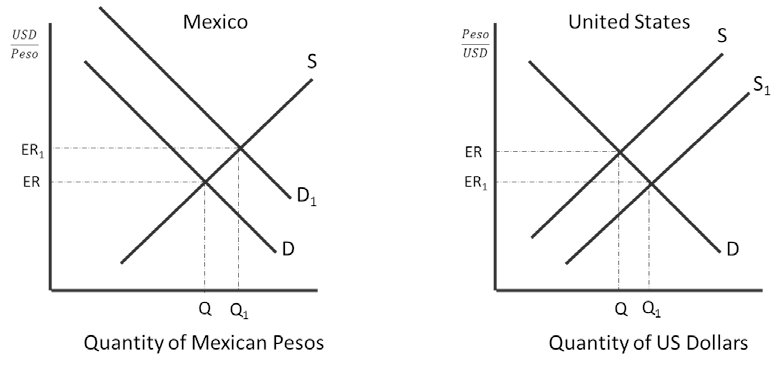 Mexico
USD
Peso
S
ER₁
ER
D₁
D
Q
Q₁
Quantity of Mexican Pesos
United States
Peso
USD
S
S₁
ER
ER₁
D
Q
Q₁
Quantity of US Dollars